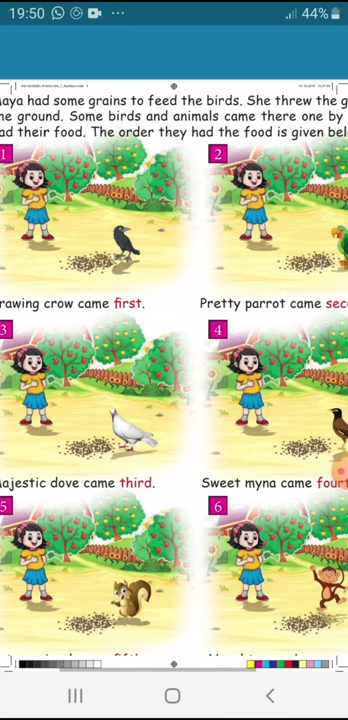 19:50
44%
aya had some grains to feed the birds. She threw the g
he ground. Some birds and animals came there one by
ad their food. The order they had the food is given bel
1
2
rawing crow came first.
Pretty parrot came seco
3
4
ajestic dove came third.
Sweet myna came fourt
5
6